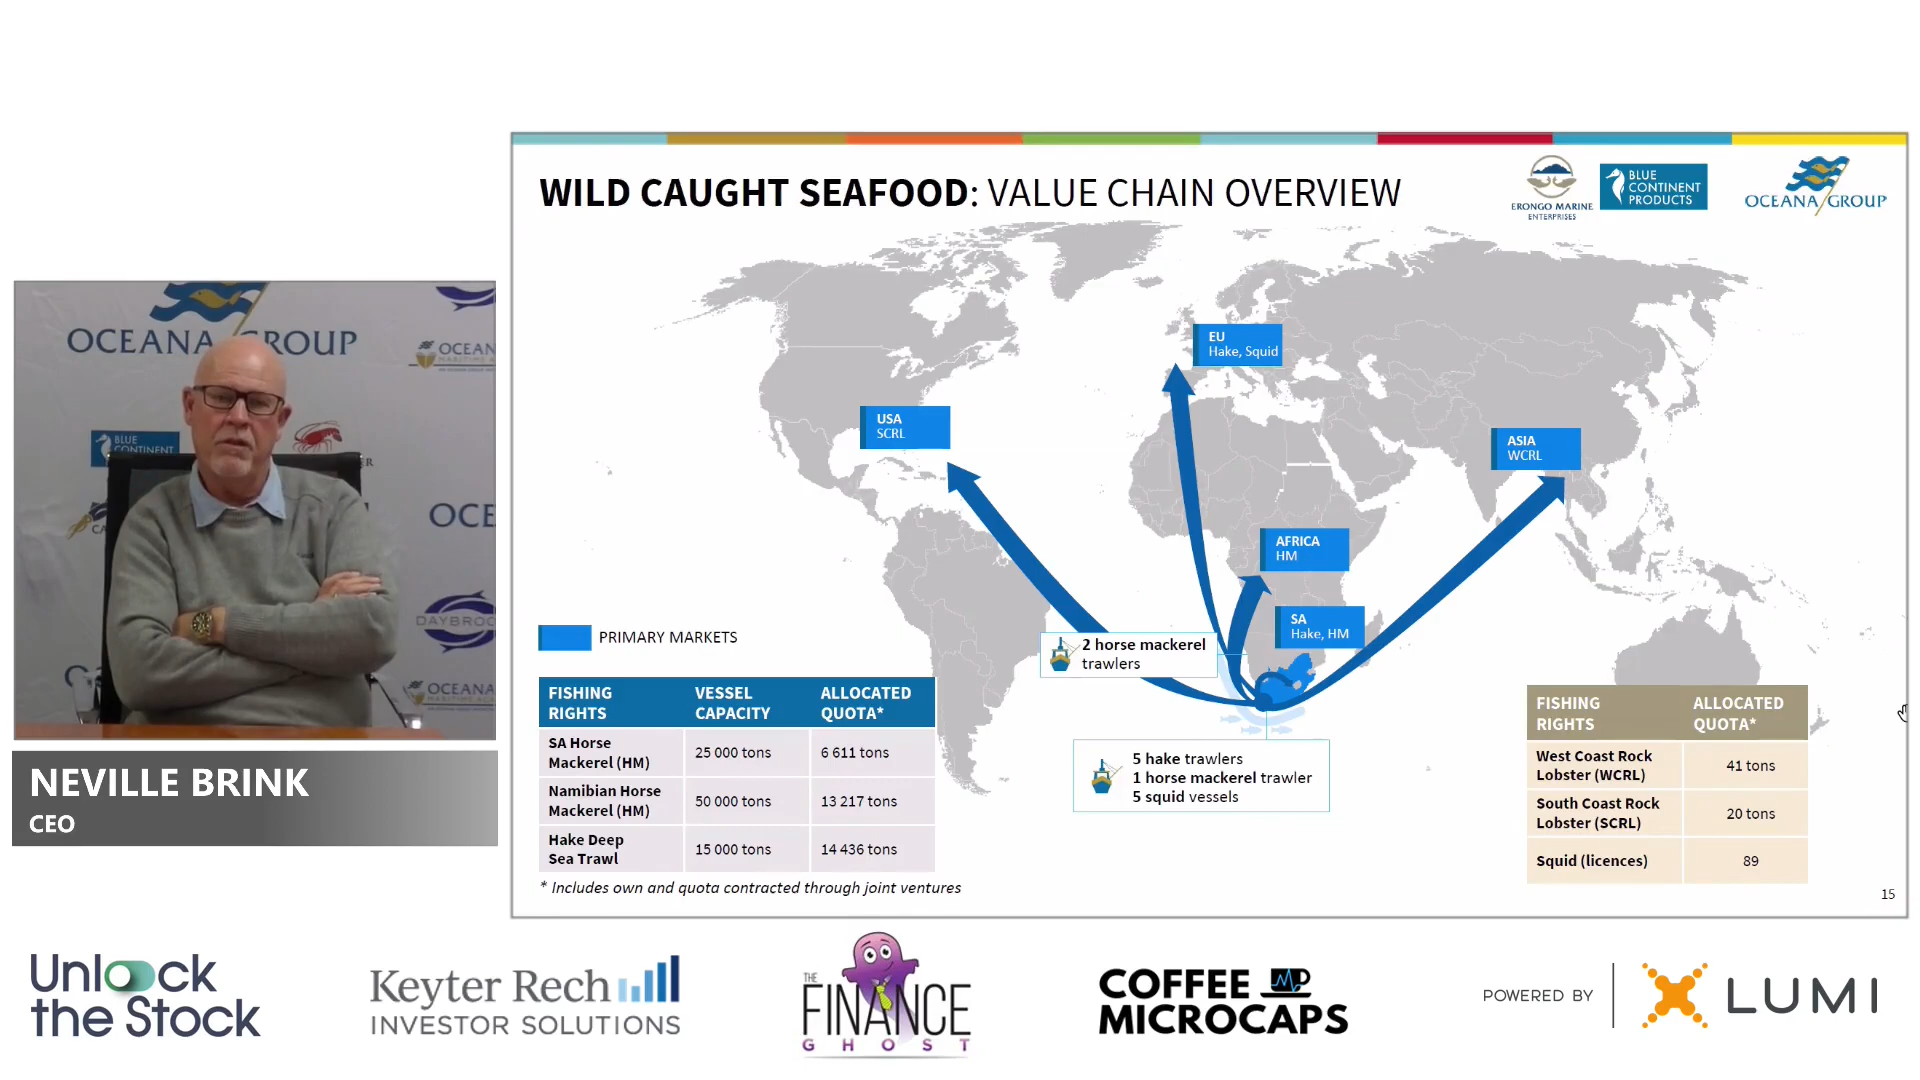 WILD CAUGHT SEAFOOD: VALUE CHAIN OVERVIEW
ERONGO MARINE
ENTERPRISES
BLUE
CONTINENT
PRODUCTS
OCEANA GROUP
OCEANA GROUP
OCEAN
BLUE
CONTINENT
OCE
DAYBROO
OCEANA
EU
Hake, Squid
USA
SCRL
ASIA
WCRL
AFRICA
HM
SA
Hake, HM
PRIMARY MARKETS
2 horse mackerel
trawlers
5 hake trawlers
1 horse mackerel trawler
5 squid vessels
FISHING RIGHTS VESSEL CAPACITY ALLOCATED QUOTA*
SA Horse Mackerel (HM) 25 000 tons 6 611 tons
Namibian Horse Mackerel (HM) 50 000 tons 13 217 tons
Hake Deep Sea Trawl 15 000 tons 14 436 tons
* Includes own and quota contracted through joint ventures
FISHING RIGHTS ALLOCATED QUOTA*
West Coast Rock Lobster (WCRL) 41 tons
South Coast Rock Lobster (SCRL) 20 tons
Squid (licences) 89
15
NEVILLE BRINK
CEO
Unlock
the Stock
Keyter Rech
INVESTOR SOLUTIONS
THE
FINANCE
GHOST
COFFEE
MICROCAPS
POWERED BY
LUMI